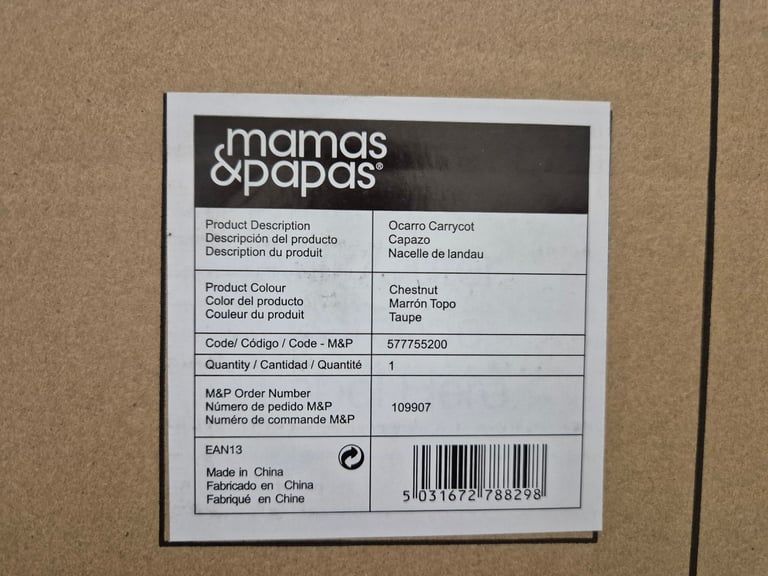 mamas
&papas®
Product Description
Descripción del producto
Description du produit
Ocarro Carrycot
Capazo
Nacelle de landau
Product Colour
Color del producto
Couleur du produit
Chestnut
Marrón Topo
Taupe
Code/ Código / Code - M&P
577755200
Quantity / Cantidad / Quantité
1
M&P Order Number
Número de pedido M&P
Numéro de commande M&P
109907
EAN13
Made in China
Fabricado en China
Fabriqué en Chine
5 031672 788298